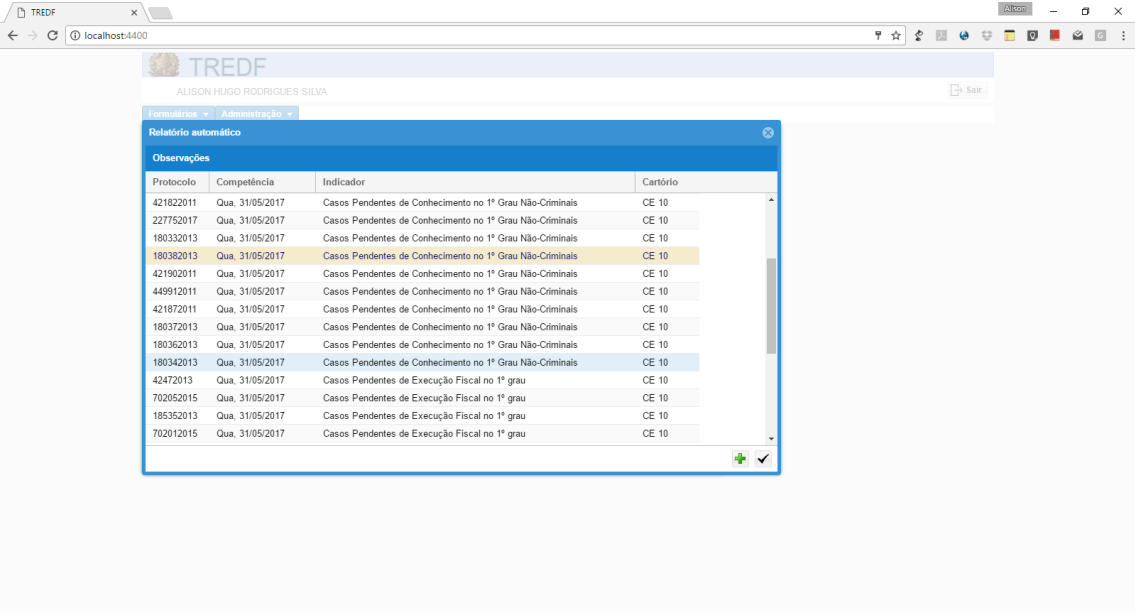 TREDF
Alison
localhost:4400
TREDF
ALISON HUGO RODRIGUES SILVA
Sair
Formulários Administração
Relatório automático
Observações
Protocolo Competência Indicador Cartório
421822011 Qua, 31/05/2017 Casos Pendentes de Conhecimento no 1º Grau Não-Criminais CE 10
227752017 Qua, 31/05/2017 Casos Pendentes de Conhecimento no 1º Grau Não-Criminais CE 10
180332013 Qua, 31/05/2017 Casos Pendentes de Conhecimento no 1º Grau Não-Criminais CE 10
180382013 Qua, 31/05/2017 Casos Pendentes de Conhecimento no 1º Grau Não-Criminais CE 10
421902011 Qua, 31/05/2017 Casos Pendentes de Conhecimento no 1º Grau Não-Criminais CE 10
449912011 Qua, 31/05/2017 Casos Pendentes de Conhecimento no 1º Grau Não-Criminais CE 10
421872011 Qua, 31/05/2017 Casos Pendentes de Conhecimento no 1º Grau Não-Criminais CE 10
180372013 Qua, 31/05/2017 Casos Pendentes de Conhecimento no 1º Grau Não-Criminais CE 10
180362013 Qua, 31/05/2017 Casos Pendentes de Conhecimento no 1º Grau Não-Criminais CE 10
180342013 Qua, 31/05/2017 Casos Pendentes de Conhecimento no 1º Grau Não-Criminais CE 10
42472013 Qua, 31/05/2017 Casos Pendentes de Execução Fiscal no 1º grau CE 10
702052015 Qua, 31/05/2017 Casos Pendentes de Execução Fiscal no 1º grau CE 10
185352013 Qua, 31/05/2017 Casos Pendentes de Execução Fiscal no 1º grau CE 10
702012015 Qua, 31/05/2017 Casos Pendentes de Execução Fiscal no 1º grau CE 10